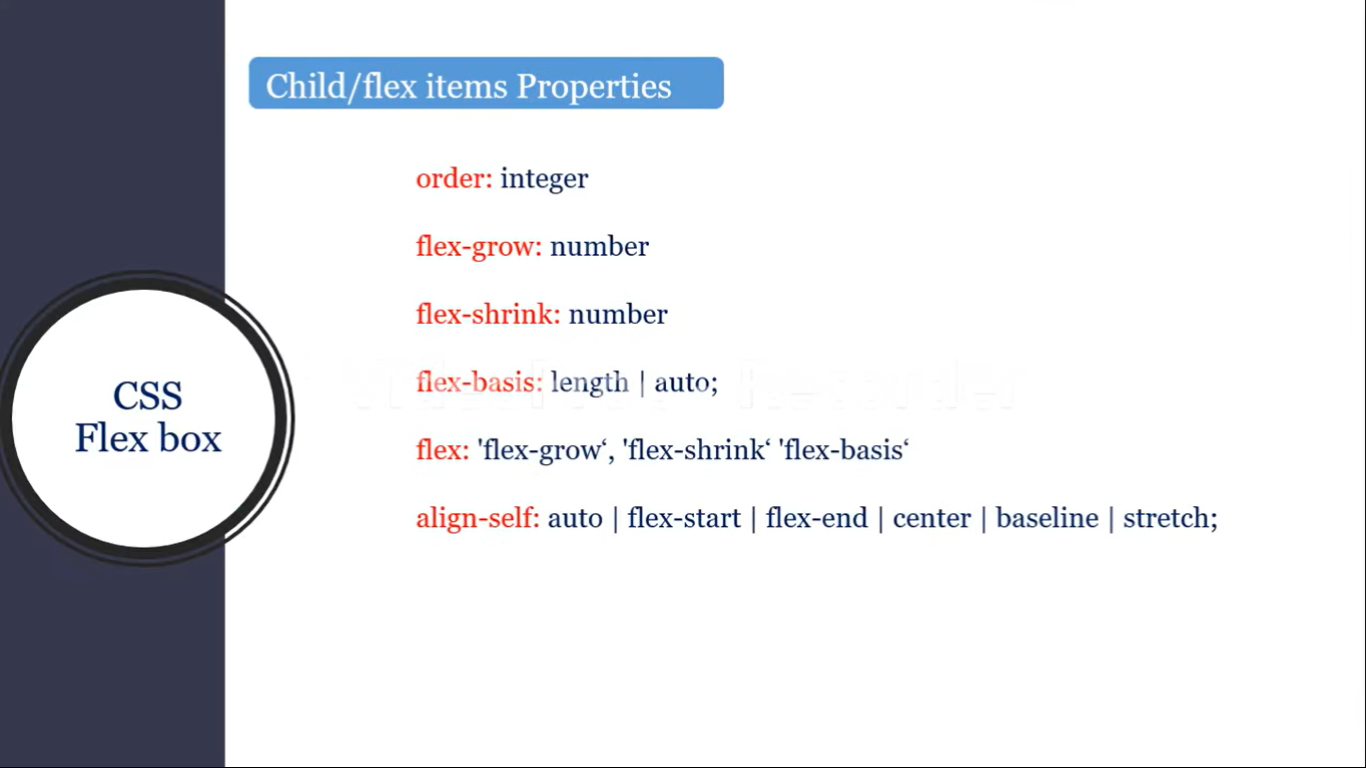 Child/flex items Properties
order: integer
flex-grow: number
flex-shrink: number
flex-basis: length | auto;
flex: 'flex-grow‘, 'flex-shrink‘ 'flex-basis‘
align-self: auto | flex-start | flex-end | center | baseline | stretch;
CSS
Flex box